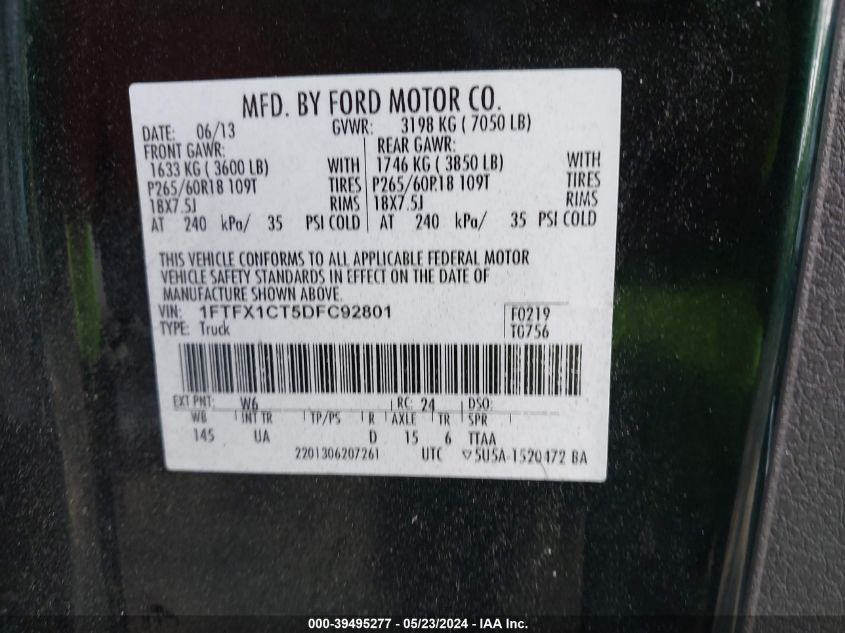 MFD. BY FORD MOTOR CO.
DATE: 06/13 GVWR: 3198 KG ( 7050 LB)
FRONT GAWR: REAR GAWR:
1633 KG ( 3600 LB) WITH 1746 KG ( 3850 LB) WITH
P265/60R18 109T TIRES P265/60R18 109T TIRES
18X7.5J RIMS 18X7.5J RIMS
AT 240 kPa/ 35 PSI COLD AT 240 kPa/ 35 PSI COLD
THIS VEHICLE CONFORMS TO ALL APPLICABLE FEDERAL MOTOR
VEHICLE SAFETY STANDARDS IN EFFECT ON THE DATE OF
MANUFACTURE SHOWN ABOVE.
VIN: 1FTFX1CT5DFC92801 F0219
TYPE: Truck T0756
EXT PNT: W6 RC: 24 DSO:
WB INT TR TP/PS R AXLE TR SPR
145 UA D 15 6 TTAA
2201306207261 UTC ▽5U5A-1520472 BA
000-39495277 - 05/23/2024 - IAA Inc.